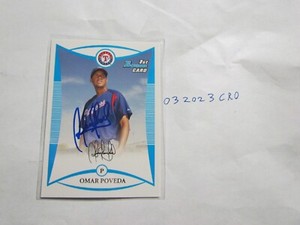 1st
Bowman
CARD
P
OMAR POVEDA
032023CRO